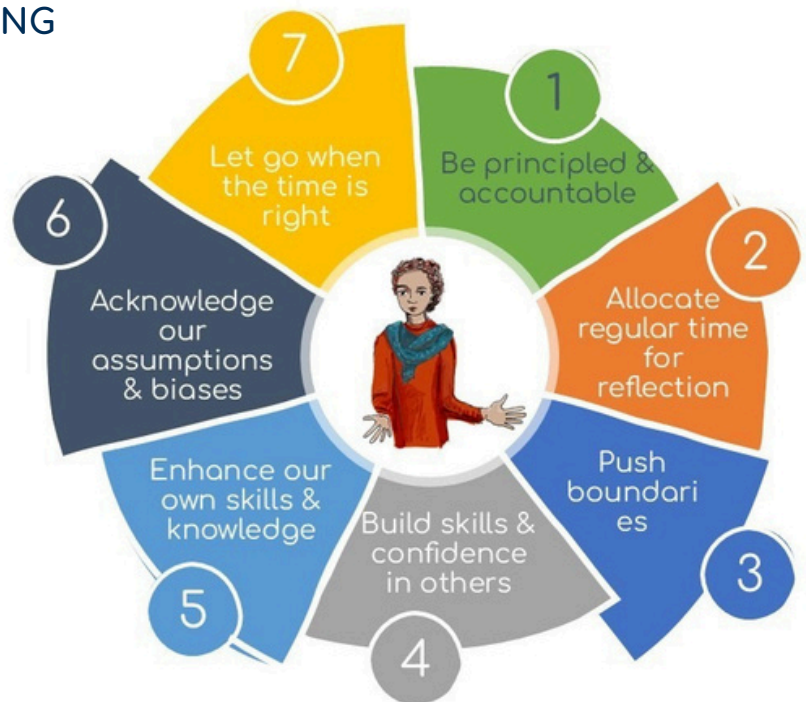 NG
1
Be principled &
accountable
2
Allocate
regular time
for
reflection
3
Push
boundari
es
4
Build skills &
confidence
in others
5
Enhance our
own skills &
knowledge
6
Acknowledge
our
assumptions
& biases
7
Let go when
the time is
right